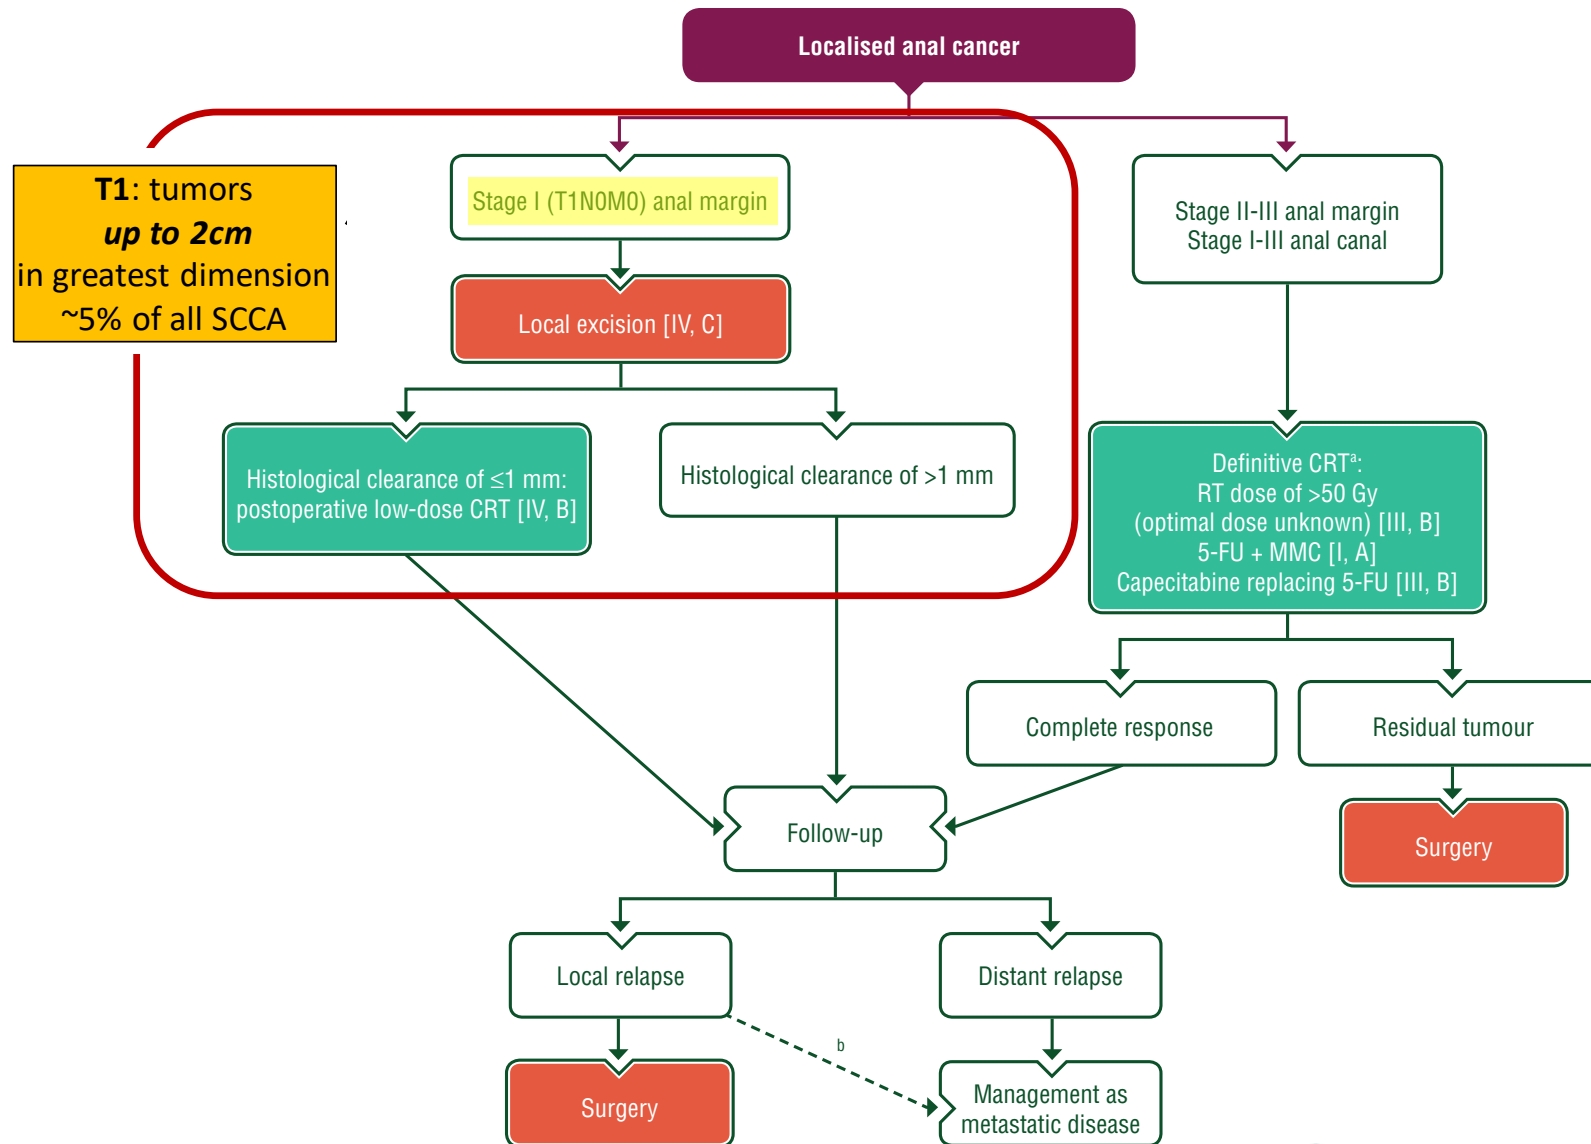 Localised anal cancer
T1: tumors
up to 2cm
in greatest dimension
~5% of all SCCA
Stage I (T1N0M0) anal margin
Stage II-III anal margin
Stage I-III anal canal
Local excision [IV, C]
Histological clearance of ≤1 mm:
postoperative low-dose CRT [IV, B]
Histological clearance of >1 mm
Definitive CRTa:
RT dose of >50 Gy
(optimal dose unknown) [III, B]
5-FU + MMC [I, A]
Capecitabine replacing 5-FU [III, B]
Complete response
Residual tumour
Follow-up
Surgery
Local relapse
Distant relapse
b
Surgery
Management as
metastatic disease